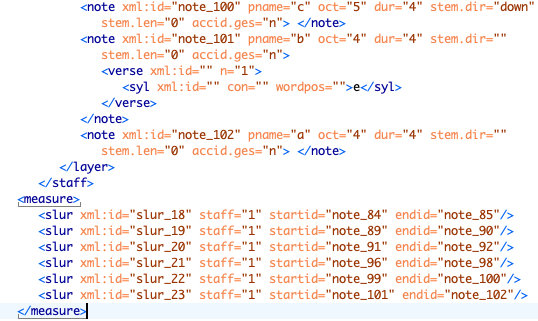 <note xml:id="note_100" pname="c" oct="5" dur="4" stem.dir="down"
stem.len="0" accid.ges="n"> </note>
<note xml:id="note_101" pname="b" oct="4" dur="4" stem.dir=""
stem.len="0" accid.ges="n">
<verse xml:id="" n="1">
<syl xml:id="" con="" wordpos="">e</syl>
</verse>
</note>
<note xml:id="note_102" pname="a" oct="4" dur="4" stem.dir=""
stem.len="0" accid.ges="n"> </note>
</layer>
</staff>
<measure>
<slur xml:id="slur_18" staff="1" startid="note_84" endid="note_85"/>
<slur xml:id="slur_19" staff="1" startid="note_89" endid="note_90"/>
<slur xml:id="slur_20" staff="1" startid="note_91" endid="note_92"/>
<slur xml:id="slur_21" staff="1" startid="note_96" endid="note_98"/>
<slur xml:id="slur_22" staff="1" startid="note_99" endid="note_100"/>
<slur xml:id="slur_23" staff="1" startid="note_101" endid="note_102"/>
</measure>